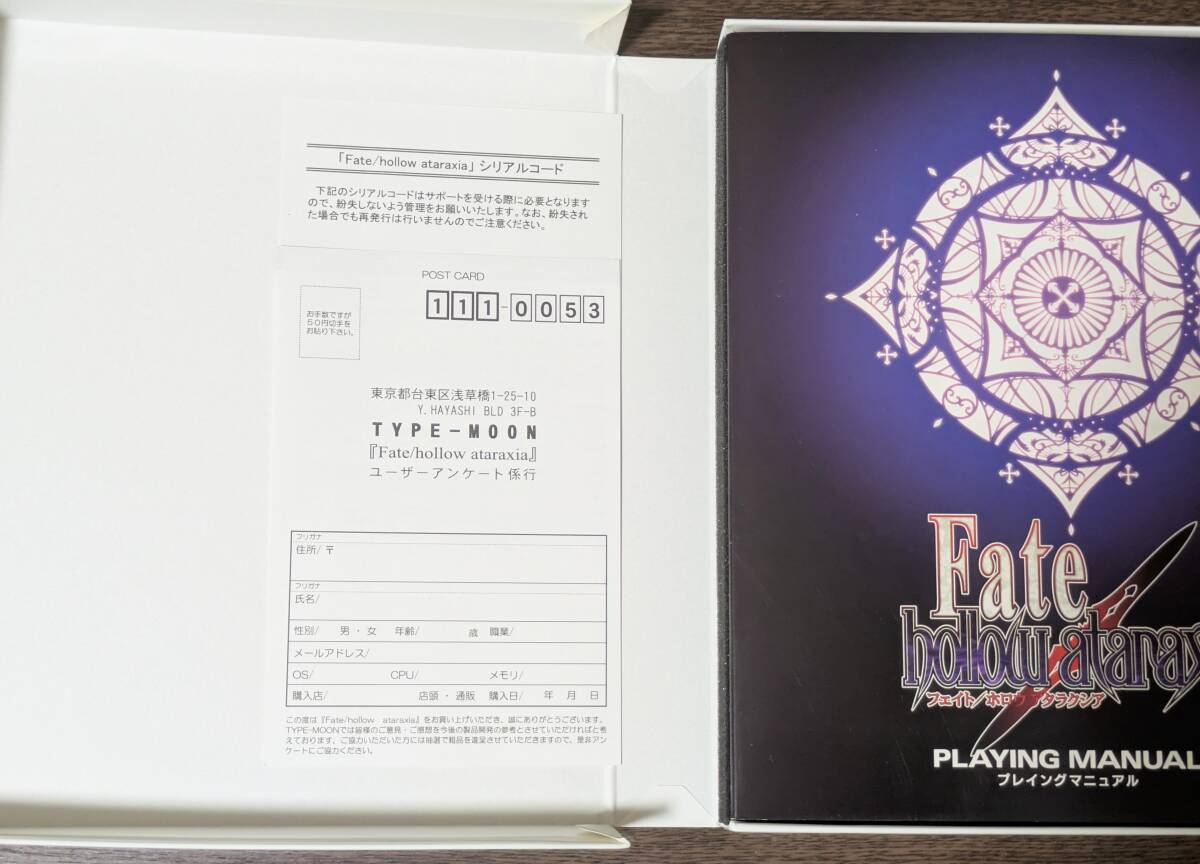 「Fate/hollow ataraxia」シリアルコード
下記のシリアルコードはサポートを受ける際に必要となります
ので、紛失しないよう管理をお願いいたします。なお、紛失され
た場合でも再発行は行いませんのでご注意ください。
POST CARD
お手数ですが
50円切手を
お貼り下さい。
111-0053
東京都台東区浅草橋1-25-10
Y.HAYASHI BLD 3F-B
TYPE-MOON
『Fate/hollow ataraxia』
ユーザーアンケート係行
フリガナ
住所/〒
フリガナ
氏名/
性別/ 男・女 年齢/ 歳 職業/
メールアドレス/
OS/ CPU/ メモリ/
購入店/ 店頭・通販 購入日/ 年 月 日
この度は『Fate/hollow ataraxia』をお買い上げいただき、誠にありがとうございます。
TYPE-MOONでは皆様のご意見・ご感想を今後の製品開発の参考とさせていただければと考
えております。ご協力いただいた方には抽選で粗品を進呈させていただきますので、是非アン
ケートにご協力ください。
Fate
hollow atarax
フェイト/ホロウ アタラクシア
PLAYING MANUAL
プレイングマニュアル